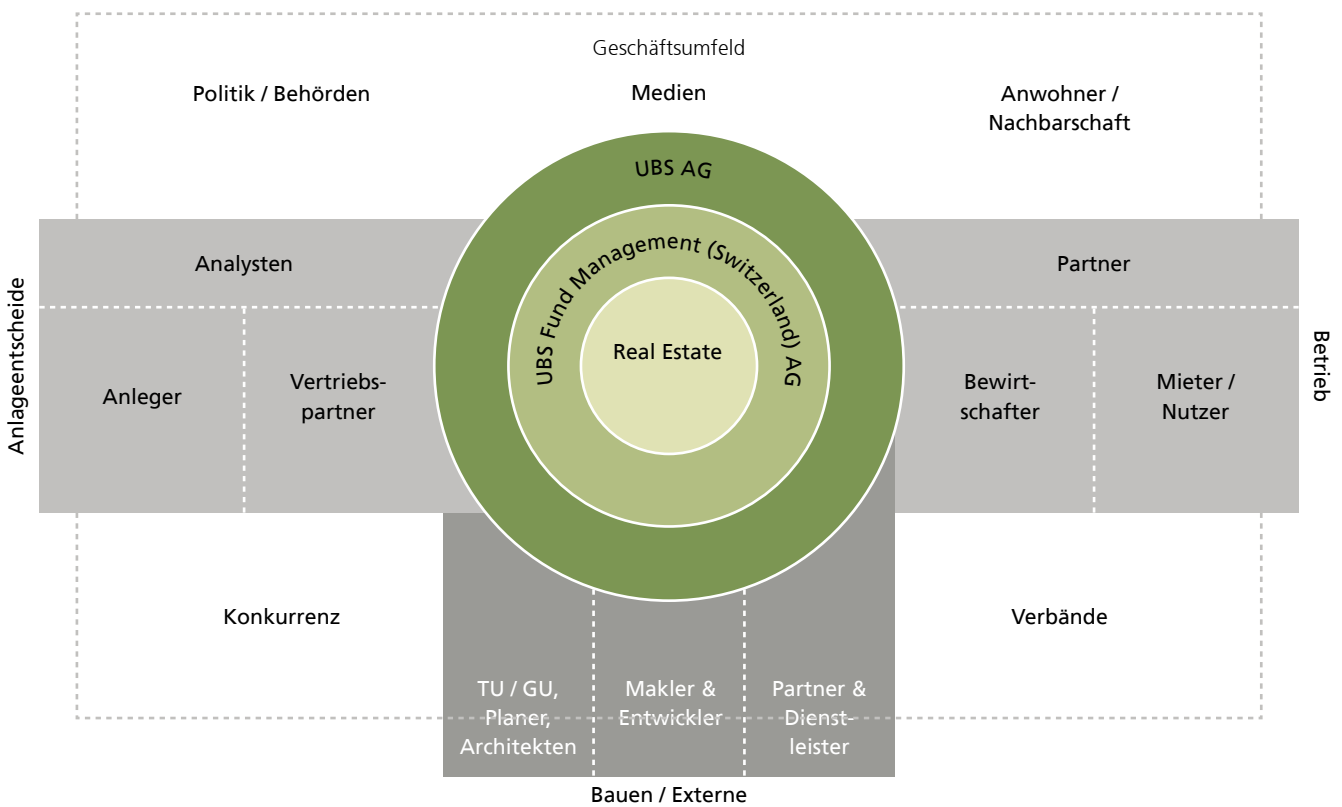 Geschäftsumfeld
Politik / Behörden
Medien
Anwohner /
Nachbarschaft
UBS AG
UBS Fund Management (Switzerland) AG
Real Estate
Anlageentscheide
Analysten
Anleger
Vertriebs-
partner
Partner
Bewirt-
schafter
Mieter /
Nutzer
Betrieb
Konkurrenz
Verbände
TU / GU,
Planer,
Architekten
Makler &
Entwickler
Partner &
Dienst-
leister
Bauen / Externe